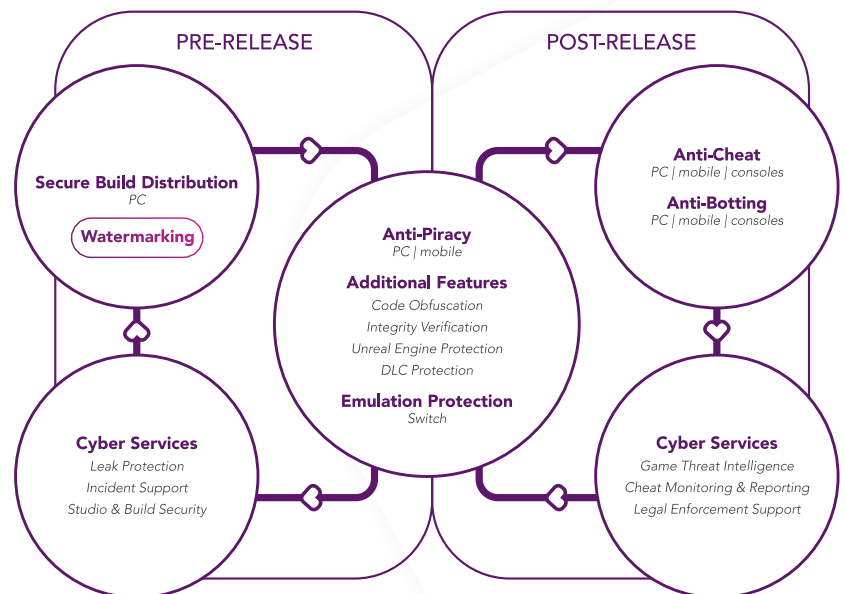 PRE-RELEASE
POST-RELEASE
Secure Build Distribution
PC
Watermarking
Cyber Services
Leak Protection
Incident Support
Studio & Build Security
Anti-Piracy
PC | mobile
Additional Features
Code Obfuscation
Integrity Verification
Unreal Engine Protection
DLC Protection
Emulation Protection
Switch
Anti-Cheat
PC | mobile | consoles
Anti-Botting
PC | mobile | consoles
Cyber Services
Game Threat Intelligence
Cheat Monitoring & Reporting
Legal Enforcement Support